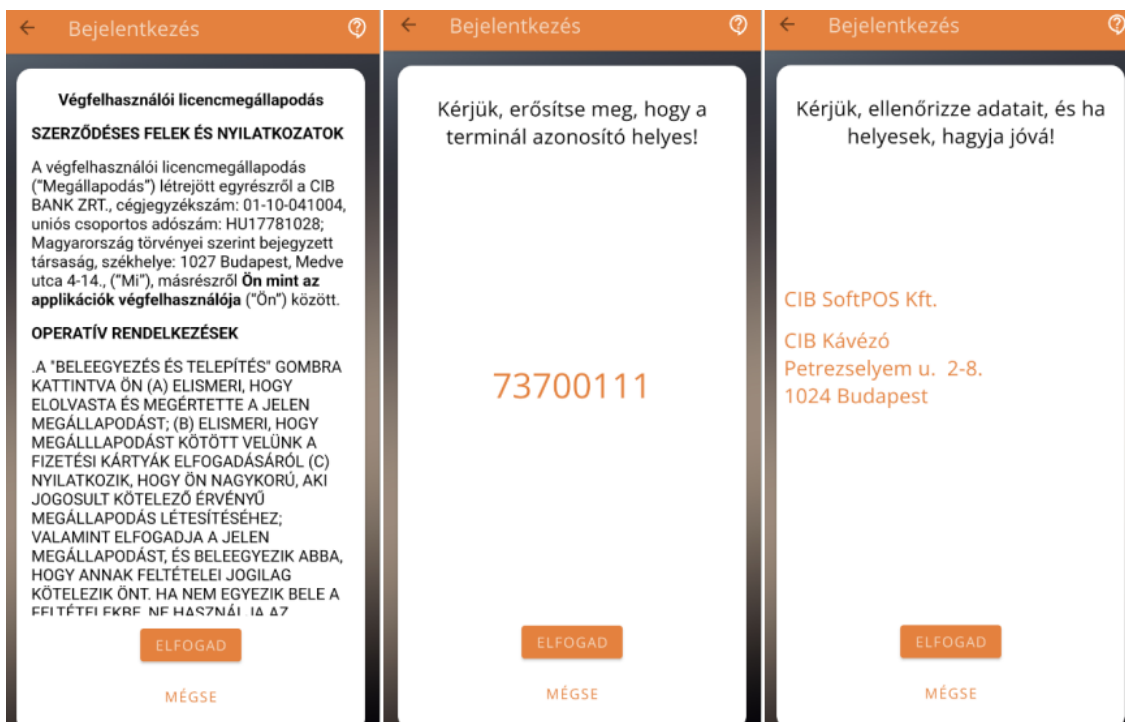 Bejelentkezés
Végfelhasználói licencmegállapodás
SZERZŐDÉSES FELEK ÉS NYILATKOZATOK
A végfelhasználói licencmegállapodás
("Megállapodás") létrejött egyrészről a CIB
BANK ZRT., cégjegyzékszám: 01-10-041004,
uniós csoportos adószám: HU17781028;
Magyarország törvényei szerint bejegyzett
társaság, székhelye: 1027 Budapest, Medve
utca 4-14., ("Mi"), másrészről Ön mint az
applikációk végfelhasználója ("Ön") között.
OPERATÍV RENDELKEZÉSEK
.A "BELEEGYEZÉS ÉS TELEPÍTÉS" GOMBRA
KATTINTVA ÖN (A) ELISMERI, HOGY
ELOLVASTA ÉS MEGÉRTETTE A JELEN
MEGÁLLAPODÁST; (B) ELISMERI, HOGY
MEGÁLLLAPODÁST KÖTÖTT VELÜNK A
FIZETÉSI KÁRTYÁK ELFOGADÁSÁRÓL (C)
NYILATKOZIK, HOGY ÖN NAGYKORÚ, AKI
JOGOSULT KÖTELEZŐ ÉRVÉNYŰ
MEGÁLLAPODÁS LÉTESÍTÉSÉHEZ;
VALAMINT ELFOGADJA A JELEN
MEGÁLLAPODÁST, ÉS BELEEGYEZIK ABBA,
HOGY ANNAK FELTÉTELEI JOGILAG
KÖTELEZIK ÖNT. HA NEM EGYEZIK BELE A
FELTÉTELEKBE, NE HASZNÁLJA AZ
ELFOGAD
MÉGSE
Bejelentkezés
Kérjük, erősítse meg, hogy a
terminál azonosító helyes!
73700111
ELFOGAD
MÉGSE
Bejelentkezés
Kérjük, ellenőrizze adatait, és ha
helyesek, hagyja jóvá!
CIB SoftPOS Kft.
CIB Kávézó
Petrezselyem u. 2-8.
1024 Budapest
ELFOGAD
MÉGSE